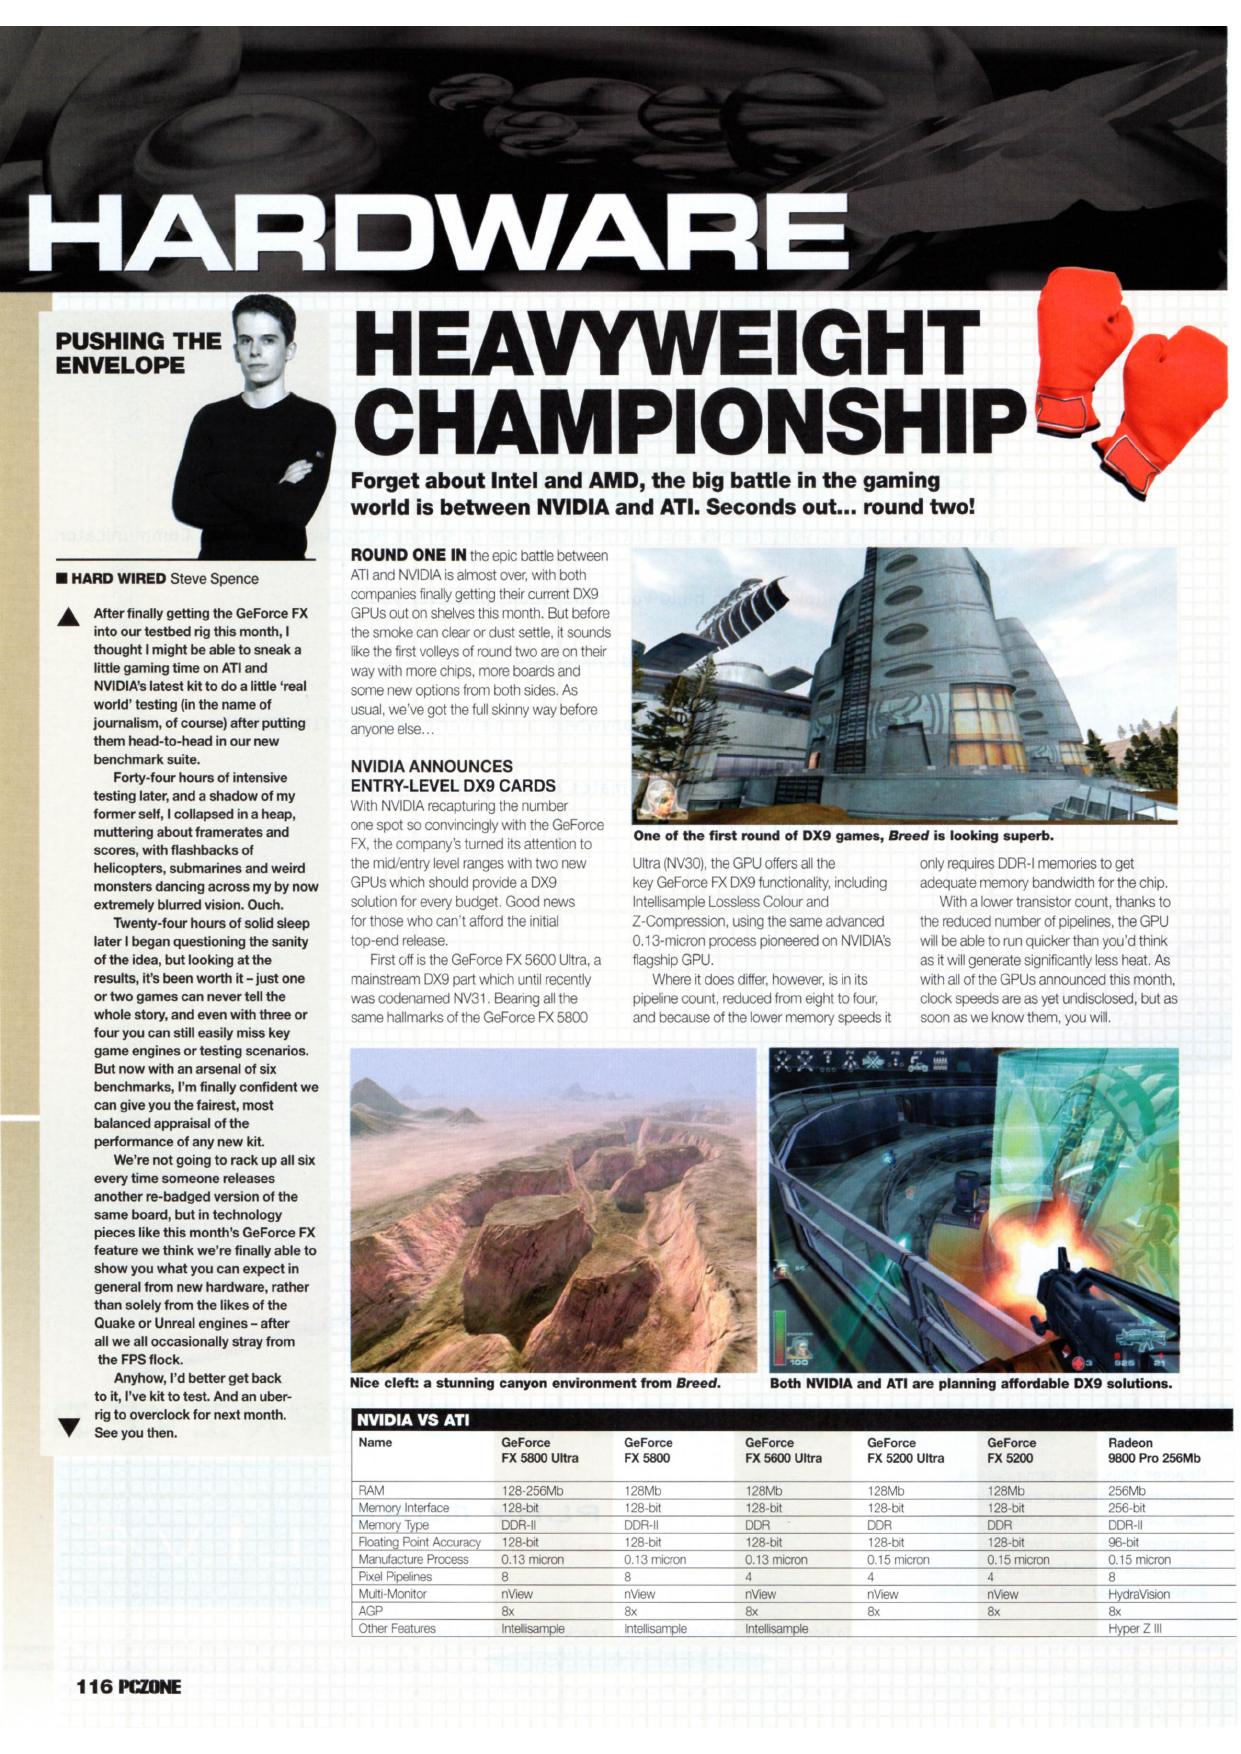 HARDWARE
PUSHING THE
ENVELOPE
■ HARD WIRED Steve Spence
▲ After finally getting the GeForce FX
into our testbed rig this month, I
thought I might be able to sneak a
little gaming time on ATI and
NVIDIA's latest kit to do a little 'real
world' testing (in the name of
journalism, of course) after putting
them head-to-head in our new
benchmark suite.
Forty-four hours of intensive
testing later, and a shadow of my
former self, I collapsed in a heap,
muttering about framerates and
scores, with flashbacks of
helicopters, submarines and weird
monsters dancing across my by now
extremely blurred vision. Ouch.
Twenty-four hours of solid sleep
later I began questioning the sanity
of the idea, but looking at the
results, it's been worth it – just one
or two games can never tell the
whole story, and even with three or
four you can still easily miss key
game engines or testing scenarios.
But now with an arsenal of six
benchmarks, I'm finally confident we
can give you the fairest, most
balanced appraisal of the
performance of any new kit.
We're not going to rack up all six
every time someone releases
another re-badged version of the
same board, but in technology
pieces like this month's GeForce FX
feature we think we're finally able to
show you what you can expect in
general from new hardware, rather
than solely from the likes of the
Quake or Unreal engines – after
all we all occasionally stray from
the FPS flock.
Anyhow, I'd better get back
to it, I've kit to test. And an uber-
rig to overclock for next month.
▼ See you then.
HEAVYWEIGHT
CHAMPIONSHIP
Forget about Intel and AMD, the big battle in the gaming
world is between NVIDIA and ATI. Seconds out... round two!
ROUND ONE IN the epic battle between
ATI and NVIDIA is almost over, with both
companies finally getting their current DX9
GPUs out on shelves this month. But before
the smoke can clear or dust settle, it sounds
like the first volleys of round two are on their
way with more chips, more boards and
some new options from both sides. As
usual, we've got the full skinny way before
anyone else...
NVIDIA ANNOUNCES
ENTRY-LEVEL DX9 CARDS
With NVIDIA recapturing the number
one spot so convincingly with the GeForce
FX, the company's turned its attention to
the mid/entry level ranges with two new
GPUs which should provide a DX9
solution for every budget. Good news
for those who can't afford the initial
top-end release.
First off is the GeForce FX 5600 Ultra, a
mainstream DX9 part which until recently
was codenamed NV31. Bearing all the
same hallmarks of the GeForce FX 5800
One of the first round of DX9 games, Breed is looking superb.
Ultra (NV30), the GPU offers all the
key GeForce FX DX9 functionality, including
Intellisample Lossless Colour and
Z-Compression, using the same advanced
0.13-micron process pioneered on NVIDIA's
flagship GPU.
Where it does differ, however, is in its
pipeline count, reduced from eight to four,
and because of the lower memory speeds it
only requires DDR-I memories to get
adequate memory bandwidth for the chip.
With a lower transistor count, thanks to
the reduced number of pipelines, the GPU
will be able to run quicker than you'd think
as it will generate significantly less heat. As
with all of the GPUs announced this month,
clock speeds are as yet undisclosed, but as
soon as we know them, you will.
Nice cleft: a stunning canyon environment from Breed.
Both NVIDIA and ATI are planning affordable DX9 solutions.
NVIDIA VS ATI
Name GeForce GeForce GeForce GeForce GeForce Radeon
FX 5800 Ultra FX 5800 FX 5600 Ultra FX 5200 Ultra FX 5200 9800 Pro 256Mb
RAM 128-256Mb 128Mb 128Mb 128Mb 128Mb 256Mb
Memory Interface 128-bit 128-bit 128-bit 128-bit 128-bit 256-bit
Memory Type DDR-II DDR-II DDR DDR DDR DDR-II
Floating Point Accuracy 128-bit 128-bit 128-bit 128-bit 128-bit 96-bit
Manufacture Process 0.13 micron 0.13 micron 0.13 micron 0.15 micron 0.15 micron 0.15 micron
Pixel Pipelines 8 8 4 4 4 8
Multi-Monitor nView nView nView nView nView HydraVision
AGP 8x 8x 8x 8x 8x 8x
Other Features Intellisample Intellisample Intellisample Hyper Z III
116 PCZONE